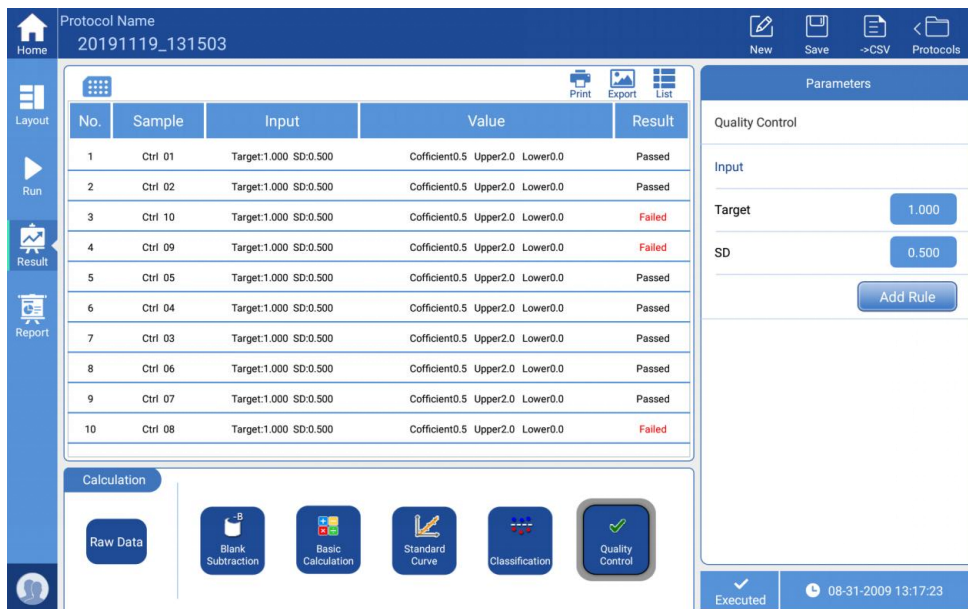 Protocol Name
20191119_131503
Home
New
Save
->CSV
Protocols
Layout
Run
Result
Report
Print
Export
List
No. Sample Input Value Result
1 Ctrl 01 Target:1.000 SD:0.500 Cofficient0.5 Upper2.0 Lower0.0 Passed
2 Ctrl 02 Target:1.000 SD:0.500 Cofficient0.5 Upper2.0 Lower0.0 Passed
3 Ctrl 10 Target:1.000 SD:0.500 Cofficient0.5 Upper2.0 Lower0.0 Failed
4 Ctrl 09 Target:1.000 SD:0.500 Cofficient0.5 Upper2.0 Lower0.0 Failed
5 Ctrl 05 Target:1.000 SD:0.500 Cofficient0.5 Upper2.0 Lower0.0 Passed
6 Ctrl 04 Target:1.000 SD:0.500 Cofficient0.5 Upper2.0 Lower0.0 Passed
7 Ctrl 03 Target:1.000 SD:0.500 Cofficient0.5 Upper2.0 Lower0.0 Passed
8 Ctrl 06 Target:1.000 SD:0.500 Cofficient0.5 Upper2.0 Lower0.0 Passed
9 Ctrl 07 Target:1.000 SD:0.500 Cofficient0.5 Upper2.0 Lower0.0 Passed
10 Ctrl 08 Target:1.000 SD:0.500 Cofficient0.5 Upper2.0 Lower0.0 Failed
Parameters
Quality Control
Input
Target 1.000
SD 0.500
Add Rule
Calculation
Raw Data
-B
Blank
Subtraction
Basic
Calculation
Standard
Curve
Classification
Quality
Control
Executed
08-31-2009 13:17:23